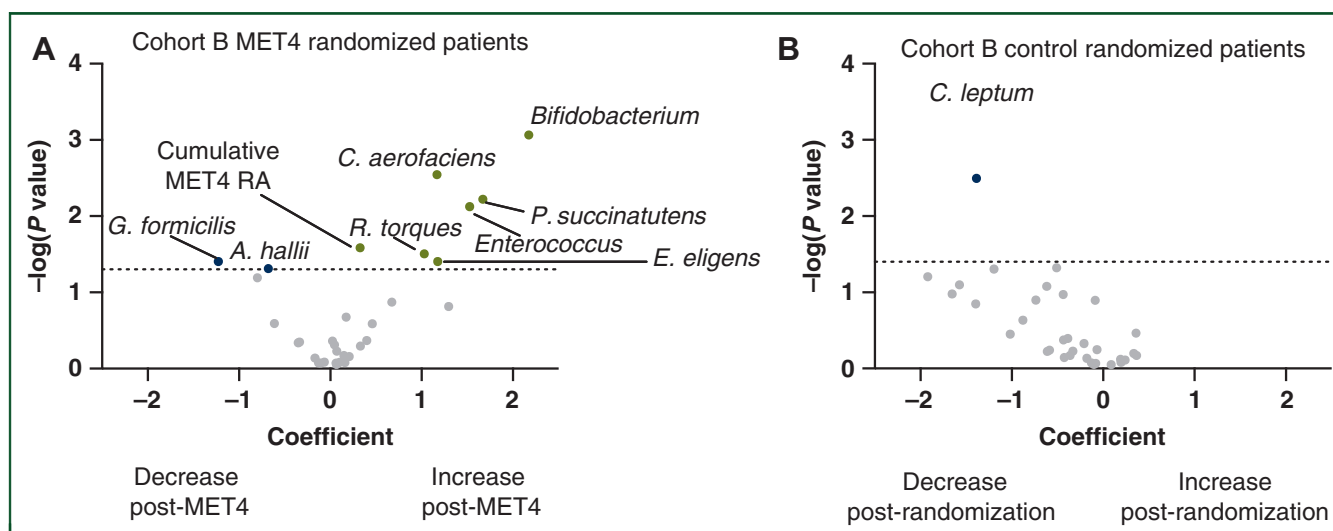 A
Cohort B MET4 randomized patients
4
3
2
1
0
–log(P value)
Bifidobacterium
C. aerofaciens
Cumulative
MET4 RA
P. succinatutens
G. formicilis
A. hallii
R. torques
Enterococcus
E. eligens
–2
–1
0
1
2
Coefficient
Decrease
post-MET4
Increase
post-MET4
B
Cohort B control randomized patients
4
3
2
1
0
–log(P value)
C. leptum
–2
–1
0
1
2
Coefficient
Decrease
post-randomization
Increase
post-randomization